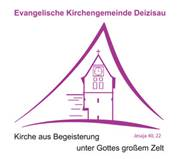 Evangelische Kirchengemeinde Deizisau
Jesaja 40, 22
Kirche aus Begeisterung
unter Gottes großem Zelt